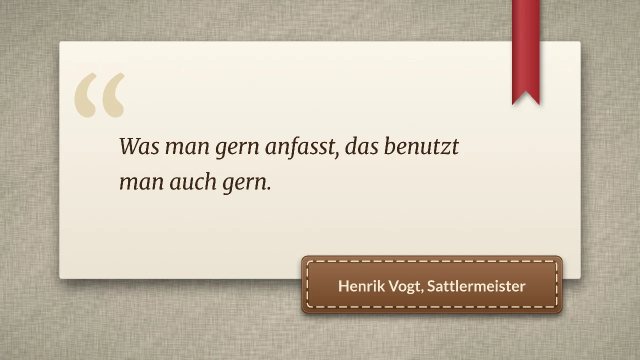 “
Was man gern anfasst, das benutzt
man auch gern.
Henrik Vogt, Sattlermeister